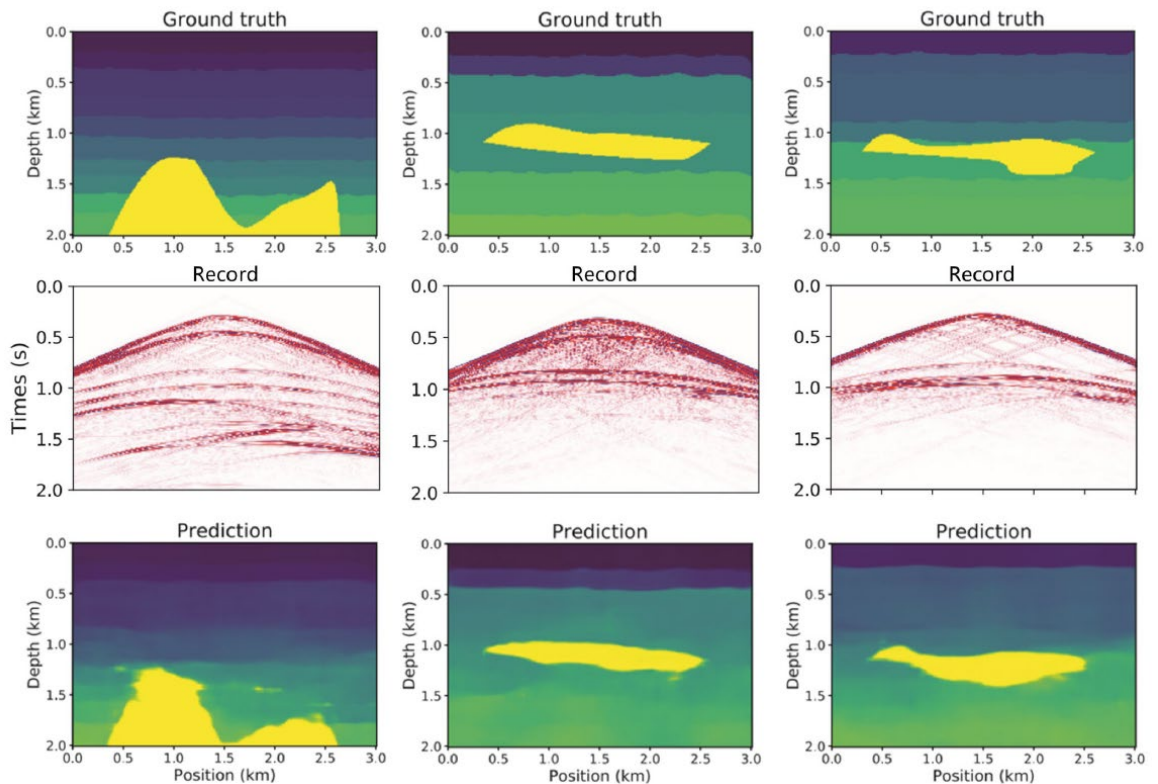 Ground truth Ground truth Ground truth
0.0 0.0 0.0
0.5 0.5 0.5
1.0 1.0 1.0
1.5 1.5 1.5
2.0 2.0 2.0
Depth (km) Depth (km) Depth (km)
0.0 0.5 1.0 1.5 2.0 2.5 3.0 0.0 0.5 1.0 1.5 2.0 2.5 3.0 0.0 0.5 1.0 1.5 2.0 2.5 3.0
Record Record Record
0.0 0.0 0.0
0.5 0.5 0.5
1.0 1.0 1.0
1.5 1.5 1.5
2.0 2.0 2.0
Times (s)
Prediction Prediction Prediction
0.0 0.0 0.0
0.5 0.5 0.5
1.0 1.0 1.0
1.5 1.5 1.5
2.0 2.0 2.0
Depth (km) Depth (km) Depth (km)
0.0 0.5 1.0 1.5 2.0 2.5 3.0 0.0 0.5 1.0 1.5 2.0 2.5 3.0 0.0 0.5 1.0 1.5 2.0 2.5 3.0
Position (km) Position (km) Position (km)